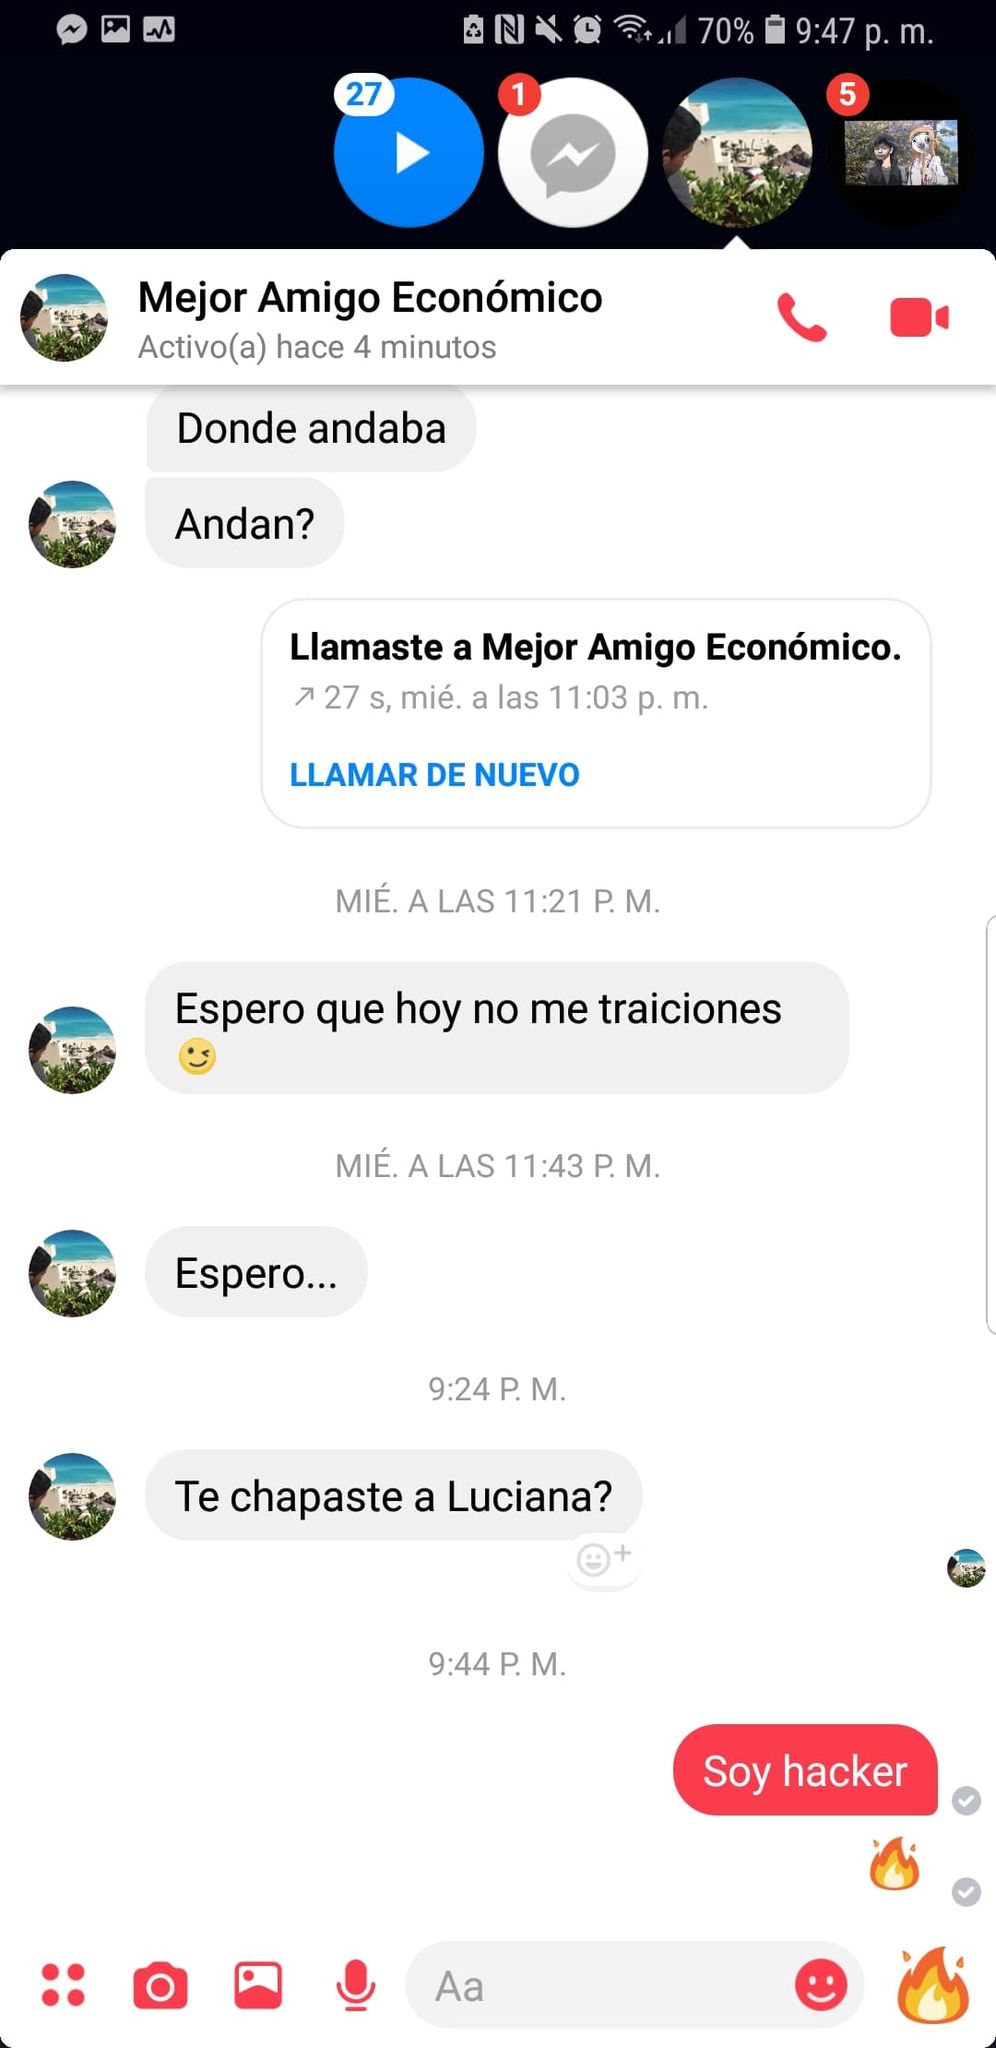 70% 9:47 p. m.
27
1
5
Mejor Amigo Económico
Activo(a) hace 4 minutos
Donde andaba
Andan?
Llamaste a Mejor Amigo Económico.
27 s, mié. a las 11:03 p. m.
LLAMAR DE NUEVO
MIÉ. A LAS 11:21 P. M.
Espero que hoy no me traiciones
😉
MIÉ. A LAS 11:43 P. M.
Espero...
9:24 P. M.
Te chapaste a Luciana?
9:44 P. M.
Soy hacker
🔥
Aa